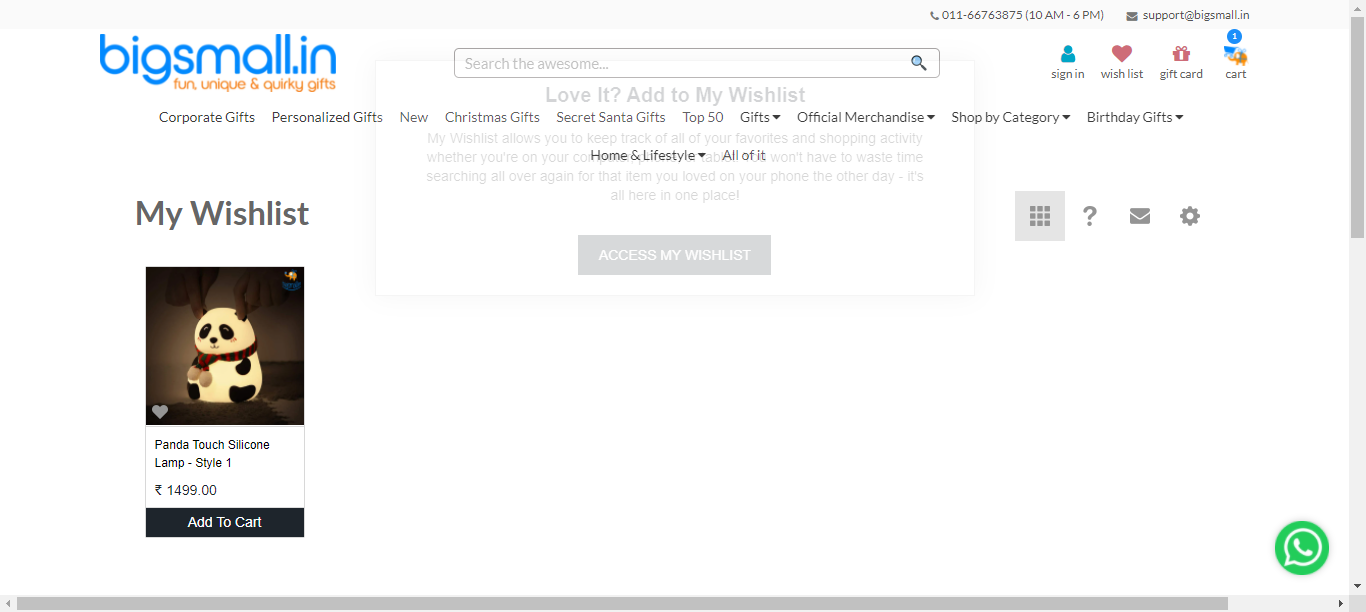 011-66763875 (10 AM - 6 PM) support@bigsmall.in
bigsmall.in
fun, unique & quirky gifts
Search the awesome...
1
sign in wish list gift card cart
Love It? Add to My Wishlist
Corporate Gifts Personalized Gifts New Christmas Gifts Secret Santa Gifts Top 50 Gifts Official Merchandise Shop by Category Birthday Gifts
My Wishlist allows you to keep track of all of your favorites and shopping activity
Home & Lifestyle All of it
whether you're on your won't have to waste time
searching all over again for that item you loved on your phone the other day - it's
all here in one place!
ACCESS MY WISHLIST
My Wishlist
?
Panda Touch Silicone
Lamp - Style 1
₹ 1499.00
Add To Cart